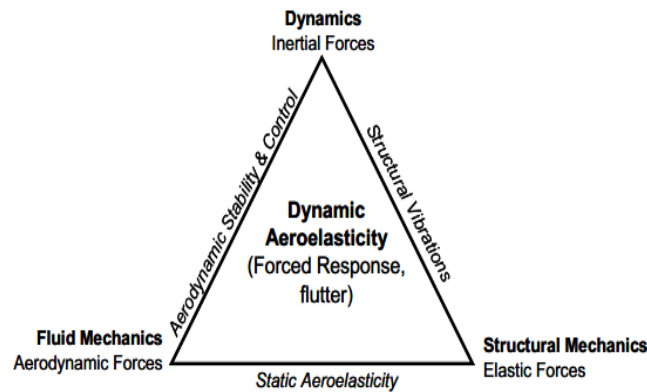 Dynamics
Inertial Forces
Aerodynamic Stability & Control
Structural Vibrations
Dynamic
Aeroelasticity
(Forced Response,
flutter)
Fluid Mechanics
Aerodynamic Forces
Structural Mechanics
Elastic Forces
Static Aeroelasticity